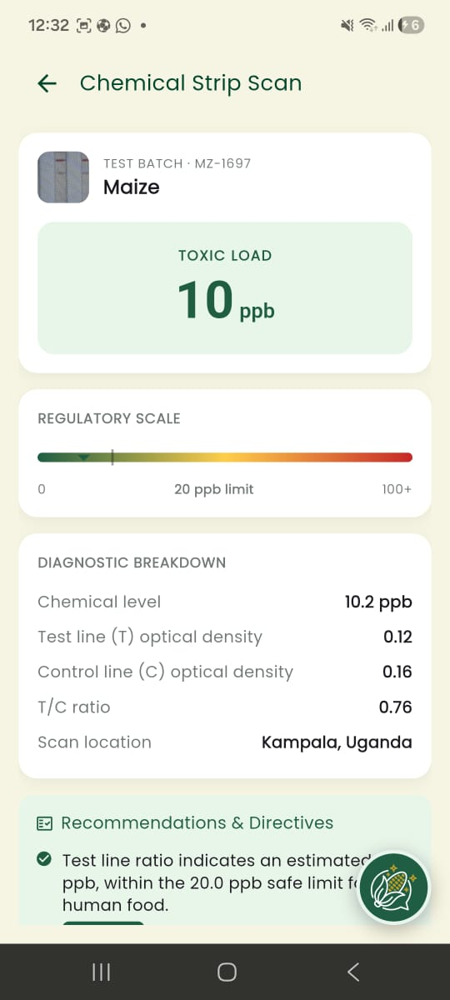 12:32
6
Chemical Strip Scan
TEST BATCH · MZ-1697
Maize
TOXIC LOAD
10 ppb
REGULATORY SCALE
0 20 ppb limit 100+
DIAGNOSTIC BREAKDOWN
Chemical level 10.2 ppb
Test line (T) optical density 0.12
Control line (C) optical density 0.16
T/C ratio 0.76
Scan location Kampala, Uganda
Recommendations & Directives
Test line ratio indicates an estimated
ppb, within the 20.0 ppb safe limit
human food.